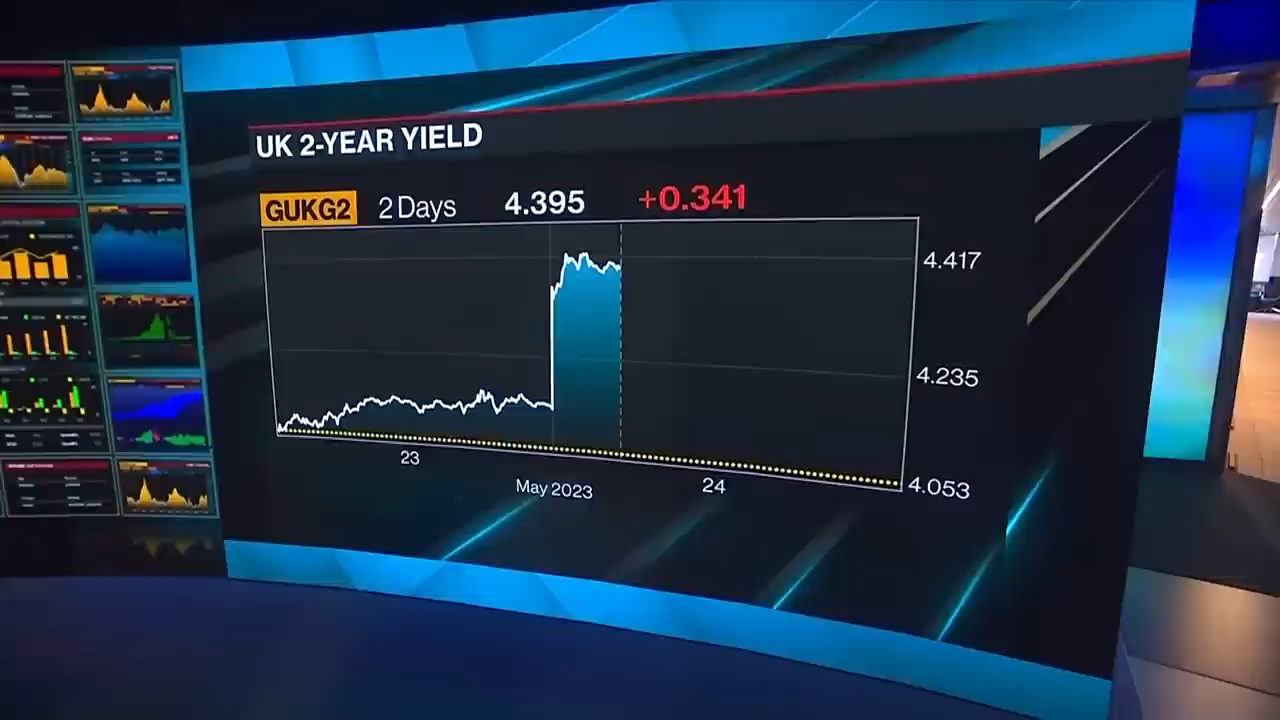 UK 2-YEAR YIELD
GUKG2 2 Days 4.395 +0.341
4.417
4.235
4.053
23
24
May 2023